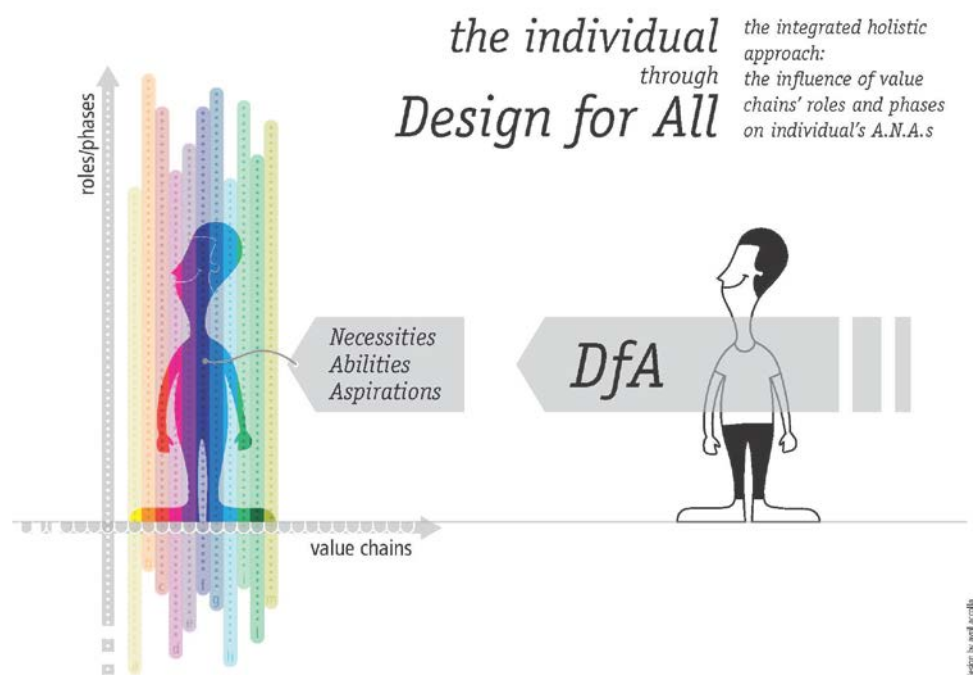 the individual
through
Design for All
the integrated holistic
approach:
the influence of value
chains' roles and phases
on individual's A.N.A.s
roles/phases
Necessities
Abilities
Aspirations
DfA
value chains
c
d
e
f
g
h
i
l